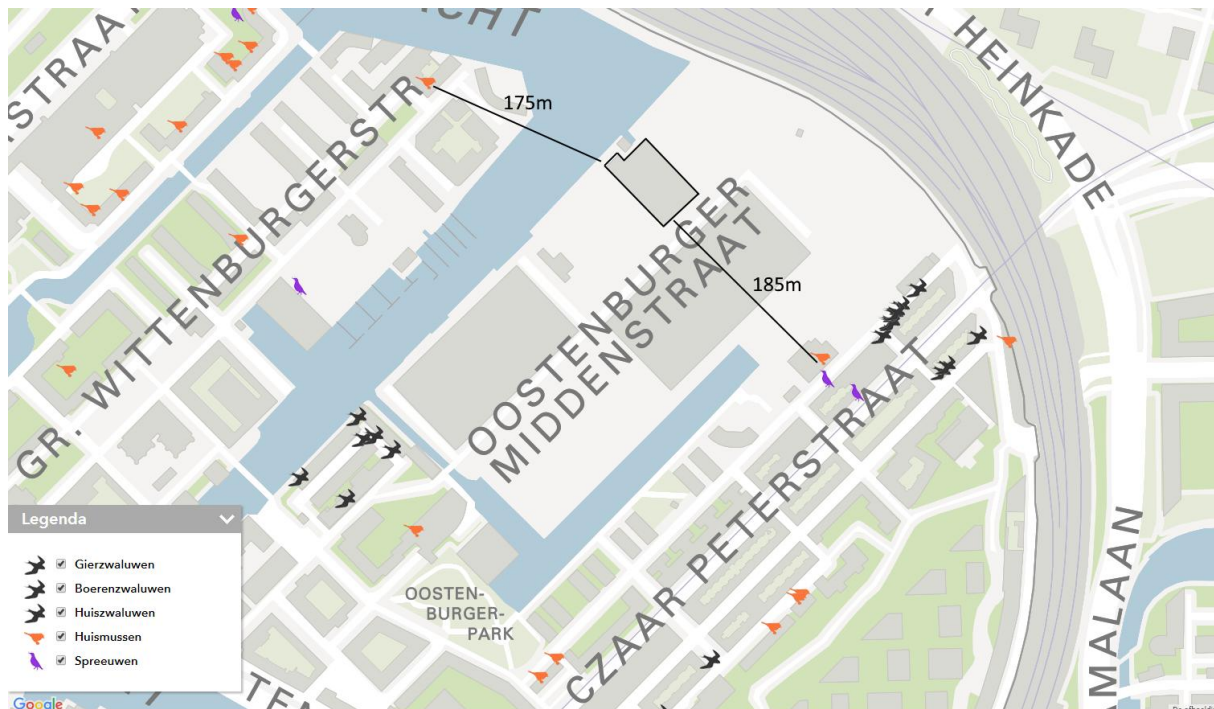 ACHT
STRAAT
HEINKADE
175m
GR. WITTENBURGERSTR.
OOSTENBURGER
MIDDENSTRAAT
185m
CZAAR PETERSTRAAT
MALAAN
OOSTEN-
BURGER-
PARK
Legenda
Gierzwaluwen
Boerenzwaluwen
Huiszwaluwen
Huismussen
Spreeuwen
Google